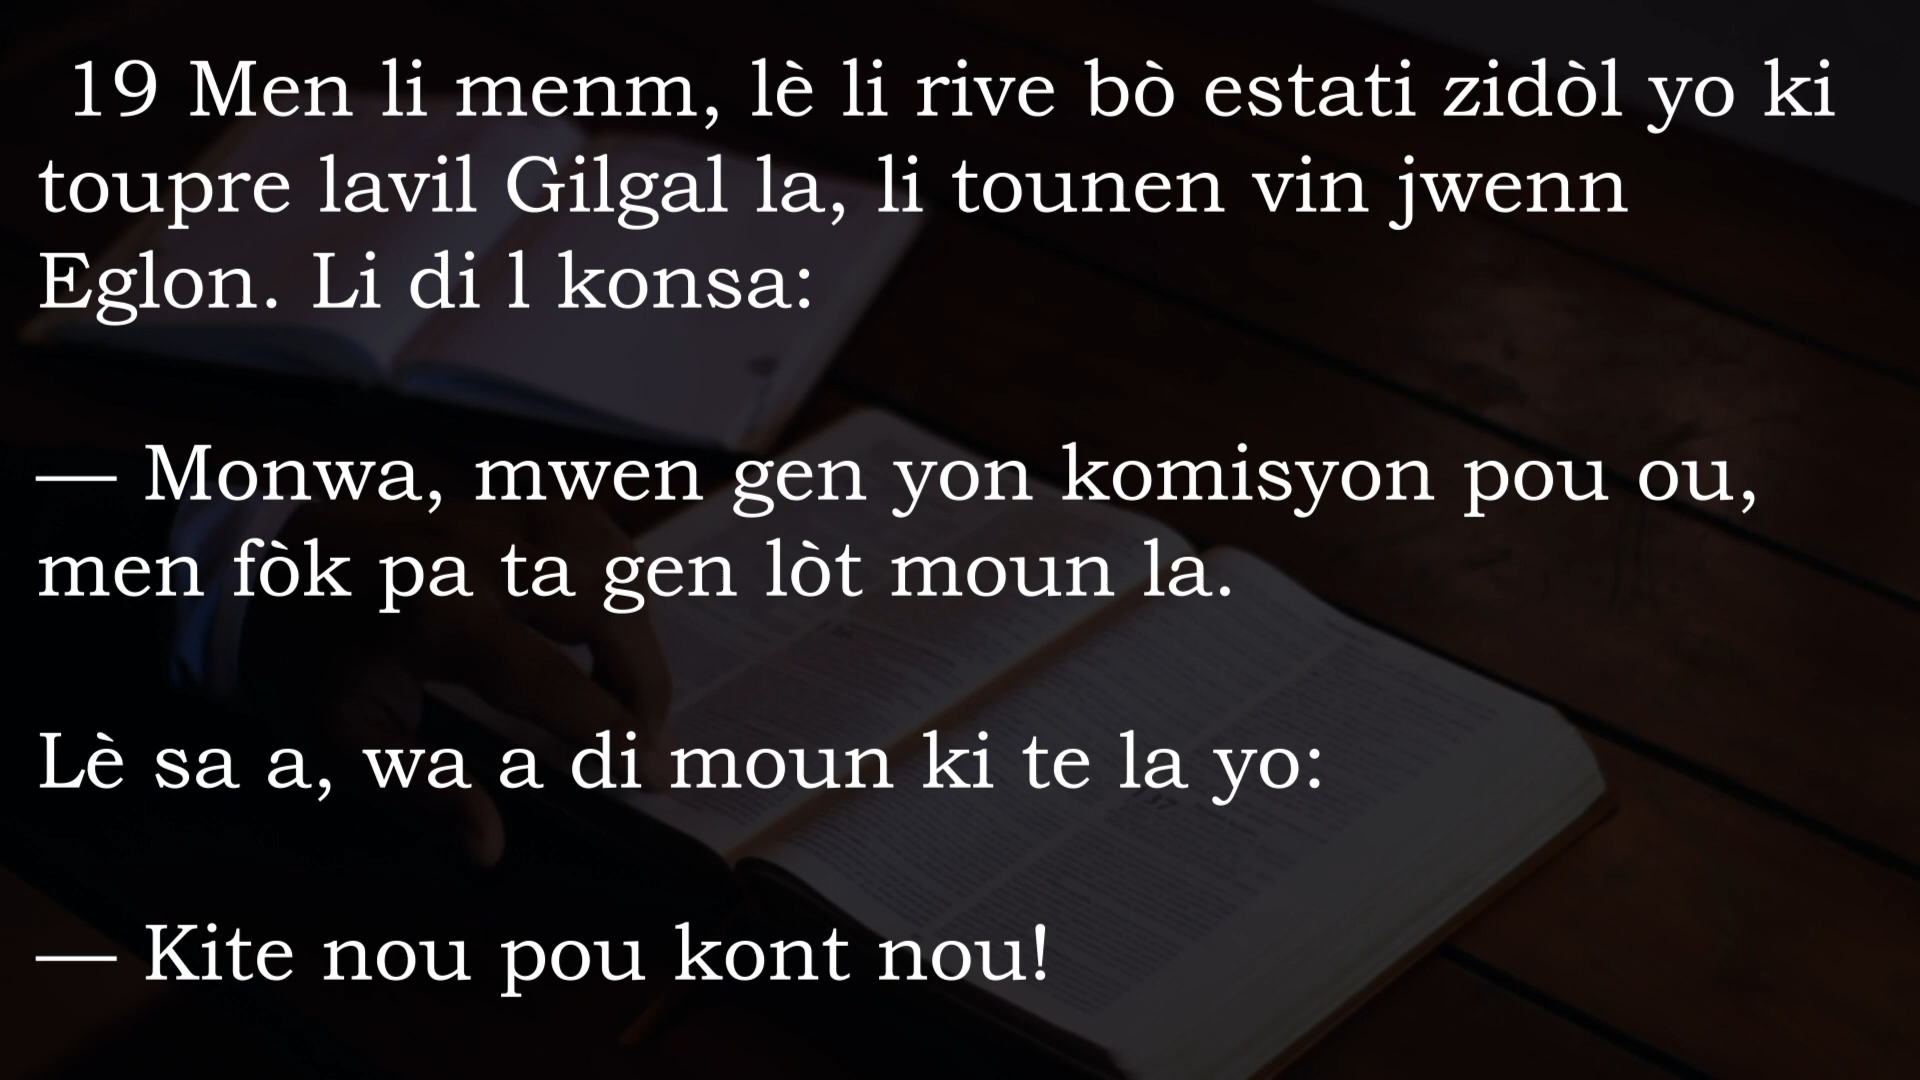 19 Men li menm, lè li rive bò estati zidòl yo ki
toupre lavil Gilgal la, li tounen vin jwenn
Eglon. Li di l konsa:
— Monwa, mwen gen yon komisyon pou ou,
men fòk pa ta gen lòt moun la.
Lè sa a, wa a di moun ki te la yo:
— Kite nou pou kont nou!